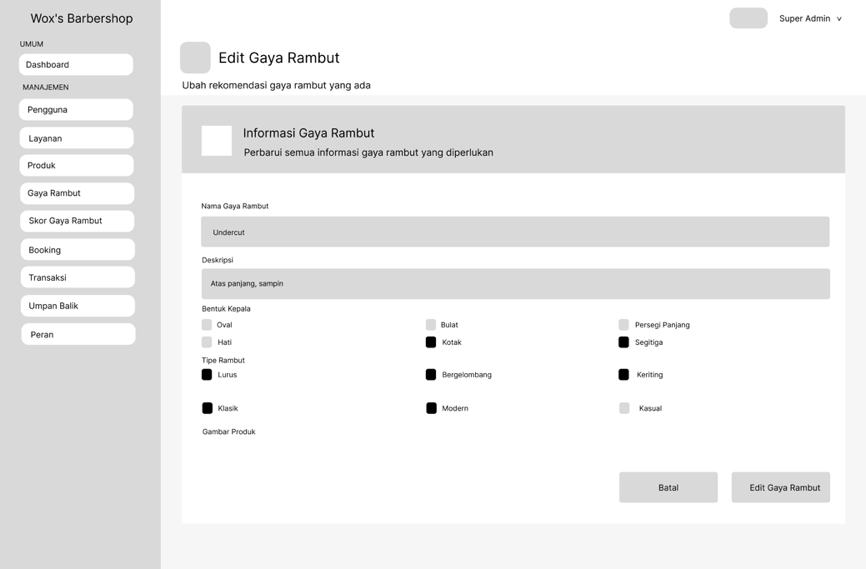 Wox's Barbershop
UMUM
Dashboard
MANAJEMEN
Pengguna
Layanan
Produk
Gaya Rambut
Skor Gaya Rambut
Booking
Transaksi
Umpan Balik
Peran
Super Admin v
Edit Gaya Rambut
Ubah rekomendasi gaya rambut yang ada
Informasi Gaya Rambut
Perbarui semua informasi gaya rambut yang diperlukan
Nama Gaya Rambut
Undercut
Deskripsi
Atas panjang, sampin
Bentuk Kepala
Oval Bulat Persegi Panjang
Hati Kotak Segitiga
Tipe Rambut
Lurus Bergelombang Keriting
Klasik Modern Kasual
Gambar Produk
Batal Edit Gaya Rambut